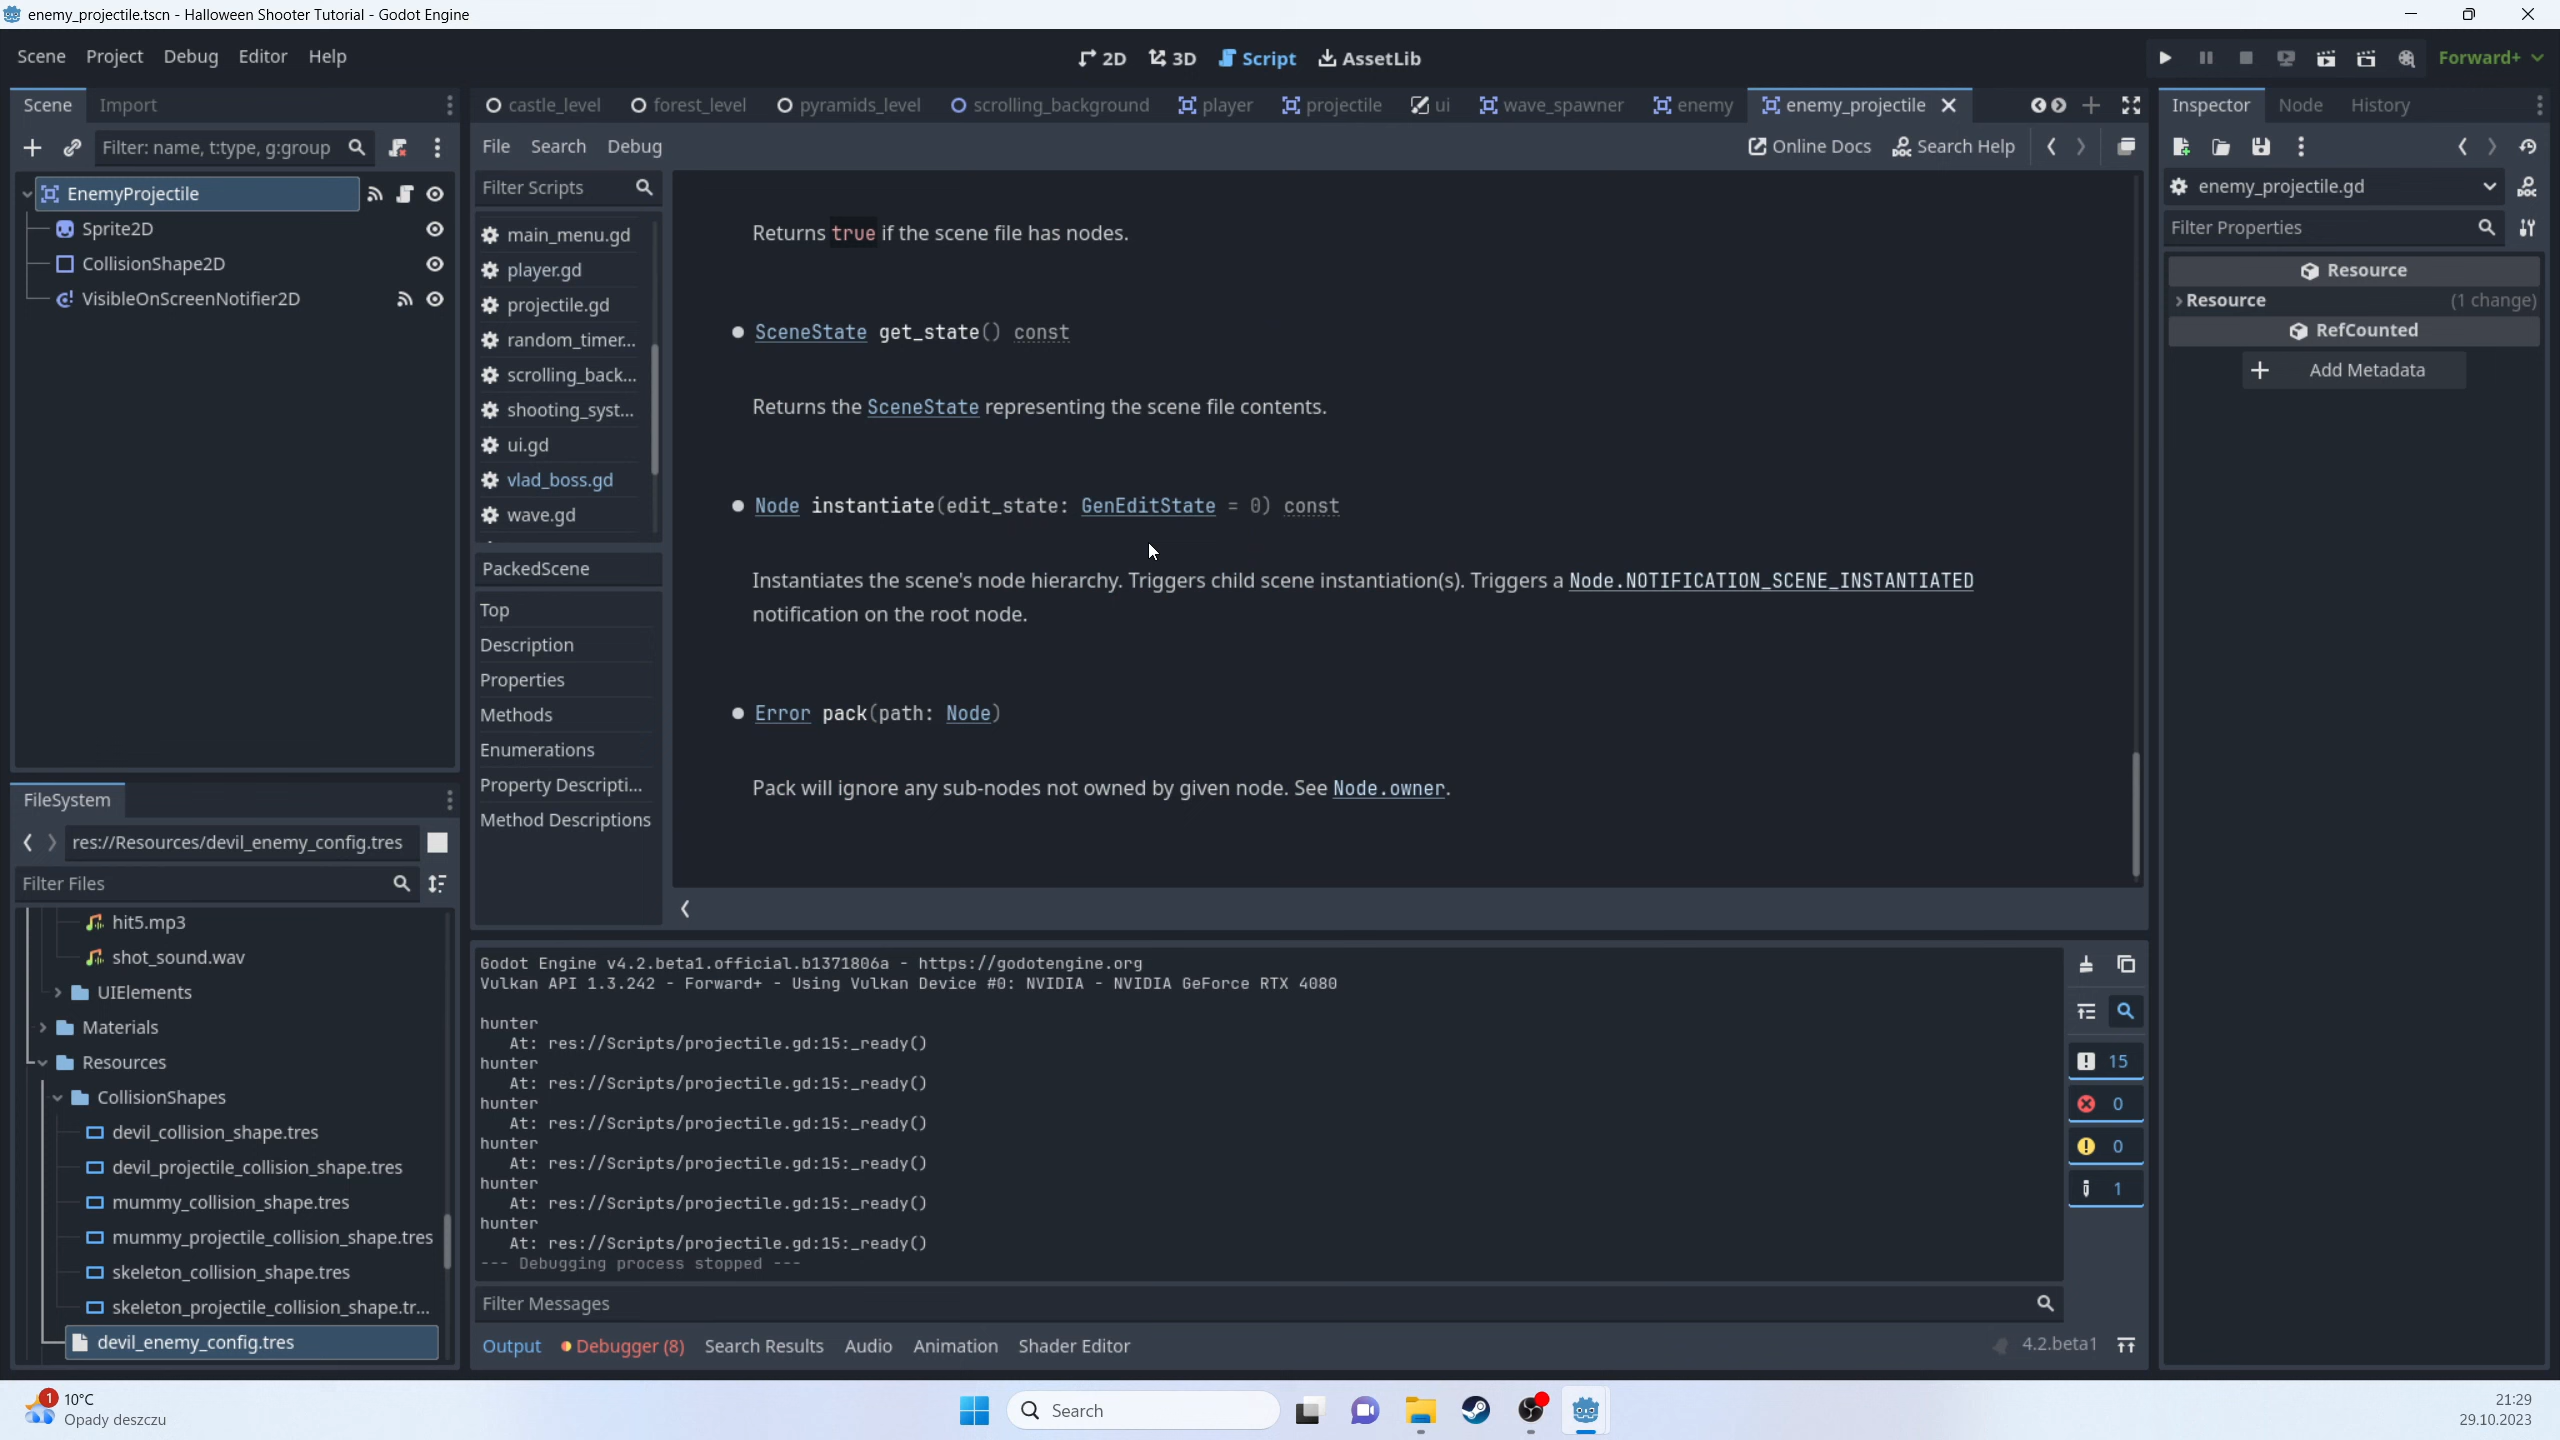 enemy_projectile.tscn - Halloween Shooter Tutorial - Godot Engine
Scene Project Debug Editor Help
2D 3D Script AssetLib
Forward+
Scene Import
castle_level forest_level pyramids_level scrolling_background player projectile ui wave_spawner enemy enemy_projectile
Inspector Node History
Filter: name, t:type, g:group
File Search Debug
Online Docs Search Help
EnemyProjectile
Sprite2D
CollisionShape2D
VisibleOnScreenNotifier2D
Filter Scripts
main_menu.gd
player.gd
projectile.gd
random_timer...
scrolling_back...
shooting_syst...
ui.gd
vlad_boss.gd
wave.gd
PackedScene
Top
Description
Properties
Methods
Enumerations
Property Descripti...
Method Descriptions
Returns true if the scene file has nodes.
SceneState get_state() const
Returns the SceneState representing the scene file contents.
Node instantiate(edit_state: GenEditState = 0) const
Instantiates the scene's node hierarchy. Triggers child scene instantiation(s). Triggers a Node.NOTIFICATION_SCENE_INSTANTIATED
notification on the root node.
Error pack(path: Node)
Pack will ignore any sub-nodes not owned by given node. See Node.owner.
enemy_projectile.gd
Filter Properties
Resource
Resource (1 change)
RefCounted
Add Metadata
FileSystem
res://Resources/devil_enemy_config.tres
Filter Files
hit5.mp3
shot_sound.wav
UIElements
Materials
Resources
CollisionShapes
devil_collision_shape.tres
devil_projectile_collision_shape.tres
mummy_collision_shape.tres
mummy_projectile_collision_shape.tres
skeleton_collision_shape.tres
skeleton_projectile_collision_shape.tr...
devil_enemy_config.tres
Godot Engine v4.2.beta1.official.b1371806a - https://godotengine.org
Vulkan API 1.3.242 - Forward+ - Using Vulkan Device #0: NVIDIA - NVIDIA GeForce RTX 4080
hunter
At: res://Scripts/projectile.gd:15:_ready()
hunter
At: res://Scripts/projectile.gd:15:_ready()
hunter
At: res://Scripts/projectile.gd:15:_ready()
hunter
At: res://Scripts/projectile.gd:15:_ready()
hunter
At: res://Scripts/projectile.gd:15:_ready()
hunter
At: res://Scripts/projectile.gd:15:_ready()
--- Debugging process stopped ---
15
0
0
1
Filter Messages
Output Debugger (8) Search Results Audio Animation Shader Editor
4.2.beta1
1
10°C
Opady deszczu
Search
21:29
29.10.2023